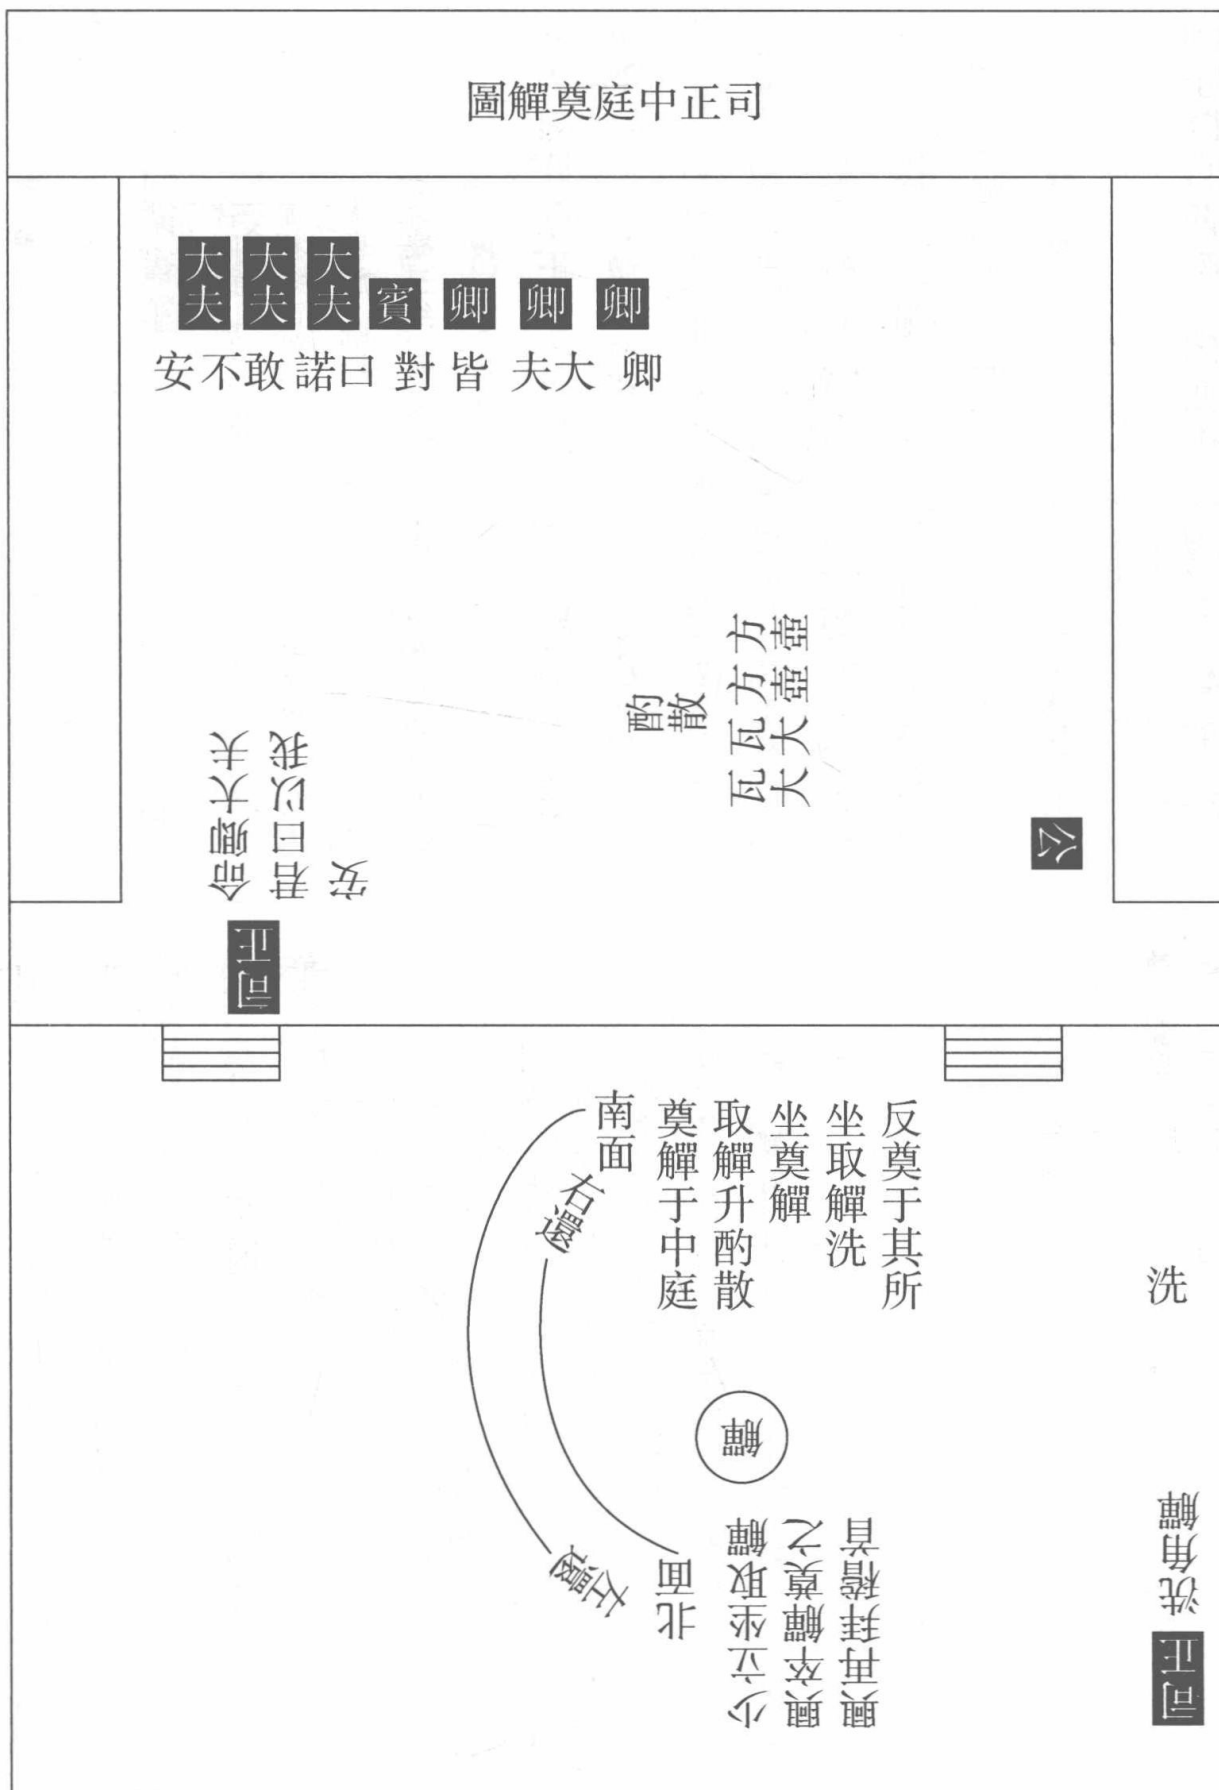 司正中庭奠觶圖
卿
卿
卿
賓
大夫
大夫
大夫
卿大夫皆對曰諾敢不安
方壺
方壺
瓦大
瓦大
酌散
公
司正
命卿大夫
君曰以我
安
南面
奠觶于中庭
取觶升酌散
坐奠觶
坐取觶洗
反奠于其所
右還
左還
北面
觶
少立坐取觶
興卒觶奠之
興再拜稽首
洗
司正
洗角觶